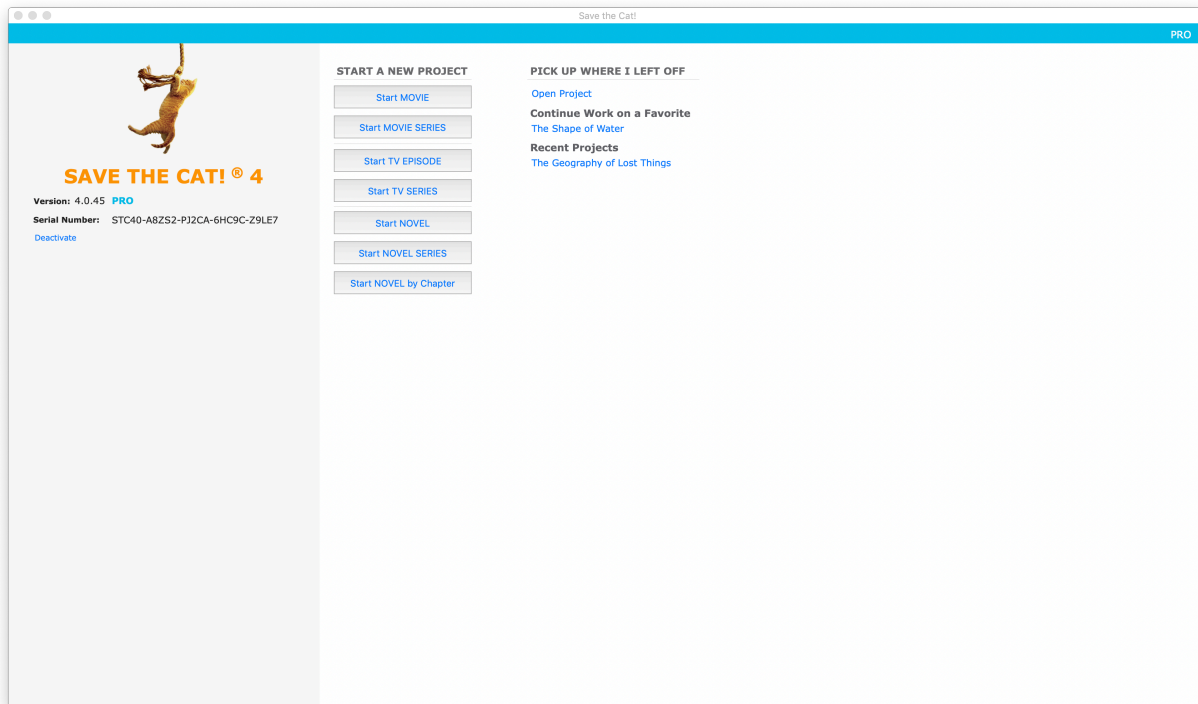 Save the Cat!
PRO
SAVE THE CAT! ® 4
Version: 4.0.45 PRO
Serial Number: STC40-A8ZS2-PJ2CA-6HC9C-Z9LE7
Deactivate
START A NEW PROJECT
Start MOVIE
Start MOVIE SERIES
Start TV EPISODE
Start TV SERIES
Start NOVEL
Start NOVEL SERIES
Start NOVEL by Chapter
PICK UP WHERE I LEFT OFF
Open Project
Continue Work on a Favorite
The Shape of Water
Recent Projects
The Geography of Lost Things